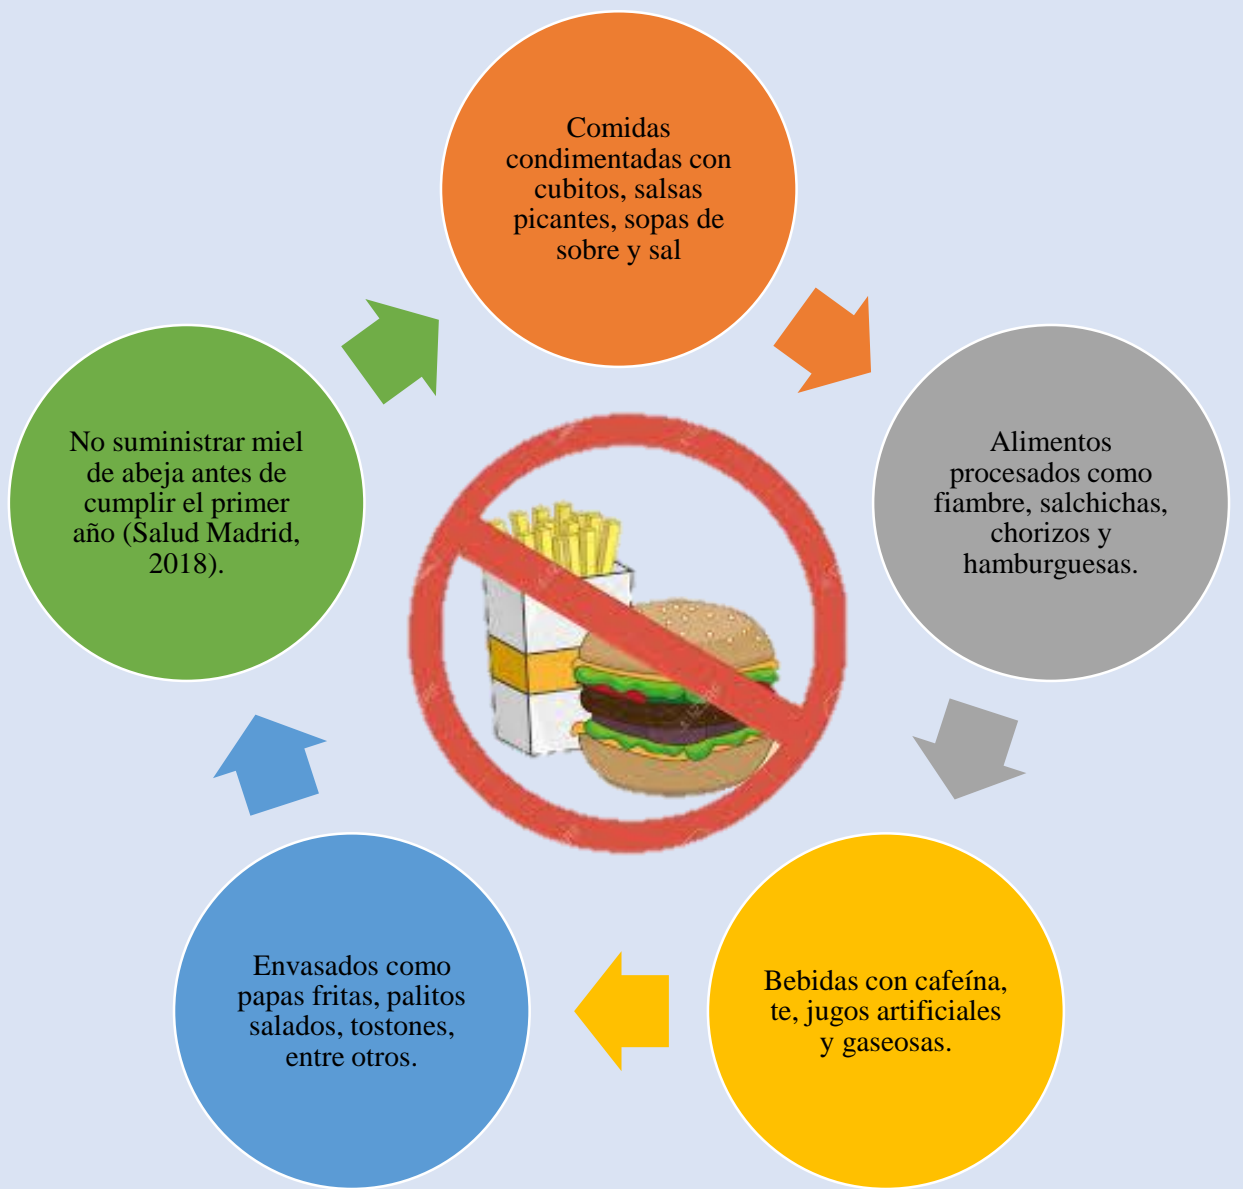 Comidas
condimentadas con
cubitos, salsas
picantes, sopas de
sobre y sal
Alimentos
procesados como
fiambre, salchichas,
chorizos y
hamburguesas.
Bebidas con cafeína,
te, jugos artificiales
y gaseosas.
Envasados como
papas fritas, palitos
salados, tostones,
entre otros.
No suministrar miel
de abeja antes de
cumplir el primer
año (Salud Madrid,
2018).